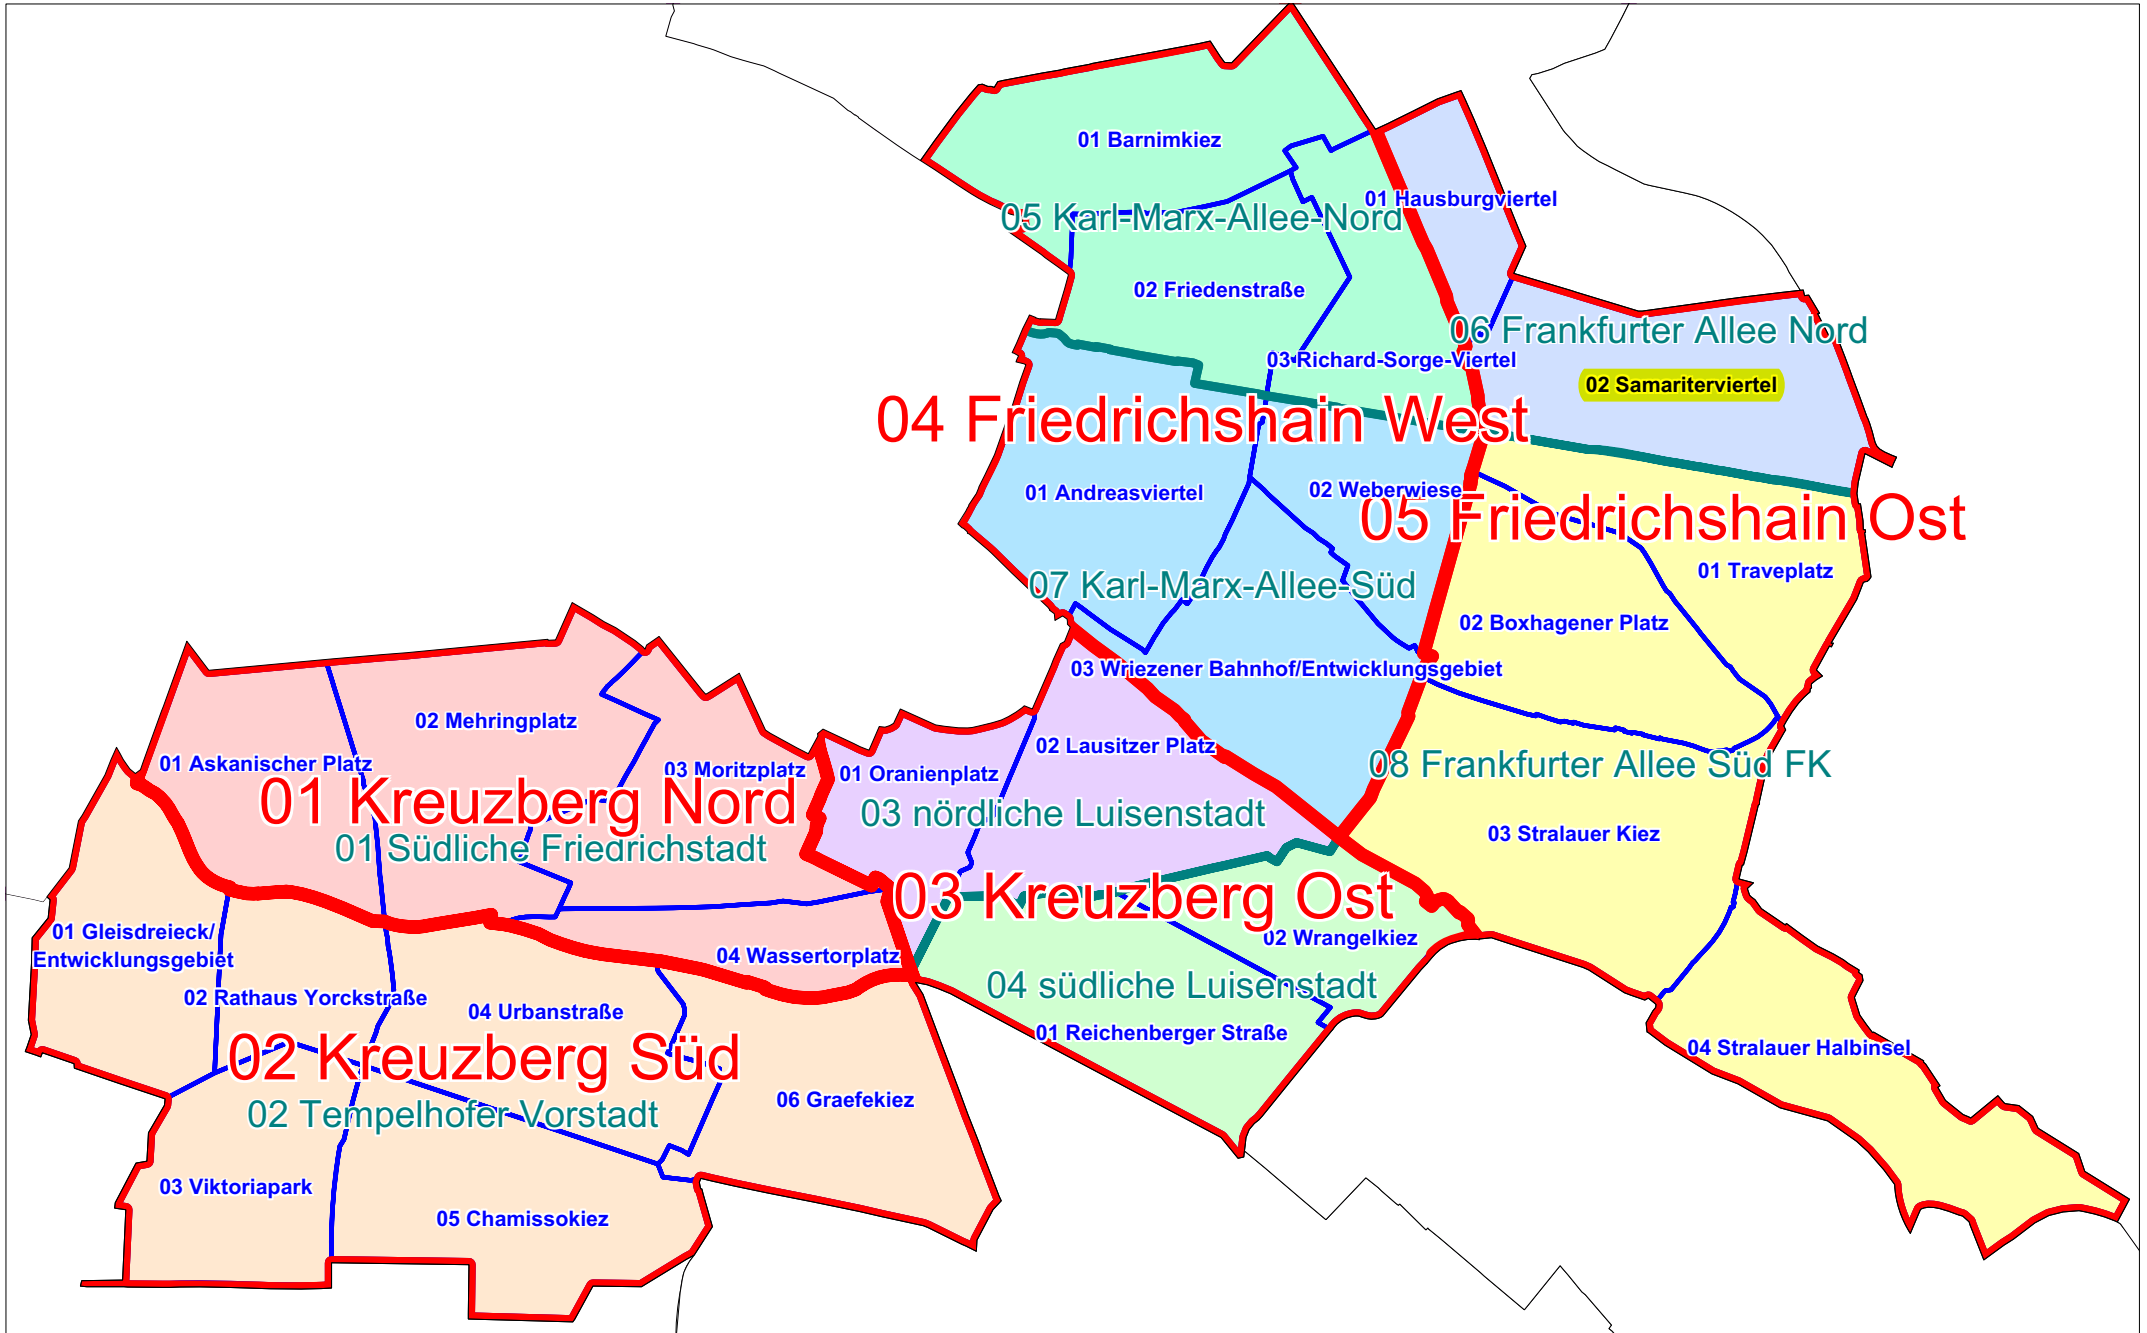 01 Barnimkiez
01 Hausburgviertel
05 Karl-Marx-Allee-Nord
02 Friedenstraße
06 Frankfurter Allee Nord
03 Richard-Sorge-Viertel
02 Samariterviertel
04 Friedrichshain West
01 Andreasviertel
02 Weberwiese
05 Friedrichshain Ost
01 Traveplatz
07 Karl-Marx-Allee-Süd
02 Boxhagener Platz
03 Wriezener Bahnhof/Entwicklungsgebiet
02 Mehringplatz
02 Lausitzer Platz
01 Askanischer Platz
03 Moritzplatz
01 Oranienplatz
08 Frankfurter Allee Süd FK
01 Kreuzberg Nord
03 nördliche Luisenstadt
03 Stralauer Kiez
01 Südliche Friedrichstadt
03 Kreuzberg Ost
01 Gleisdreieck/
Entwicklungsgebiet
02 Wrangelkiez
04 Wassertorplatz
04 südliche Luisenstadt
02 Rathaus Yorckstraße
04 Urbanstraße
01 Reichenberger Straße
04 Stralauer Halbinsel
02 Kreuzberg Süd
06 Graefekiez
02 Tempelhofer Vorstadt
03 Viktoriapark
05 Chamissokiez